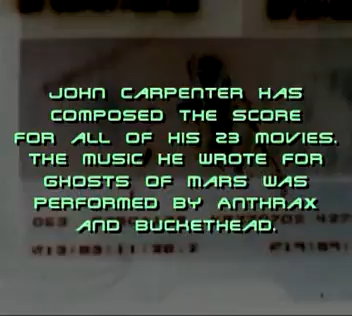 JOHN CARPENTER HAS
COMPOSED THE SCORE
FOR ALL OF HIS 23 MOVIES.
THE MUSIC HE WROTE FOR
GHOSTS OF MARS WAS
PERFORMED BY ANTHRAX
AND BUCKETHEAD.